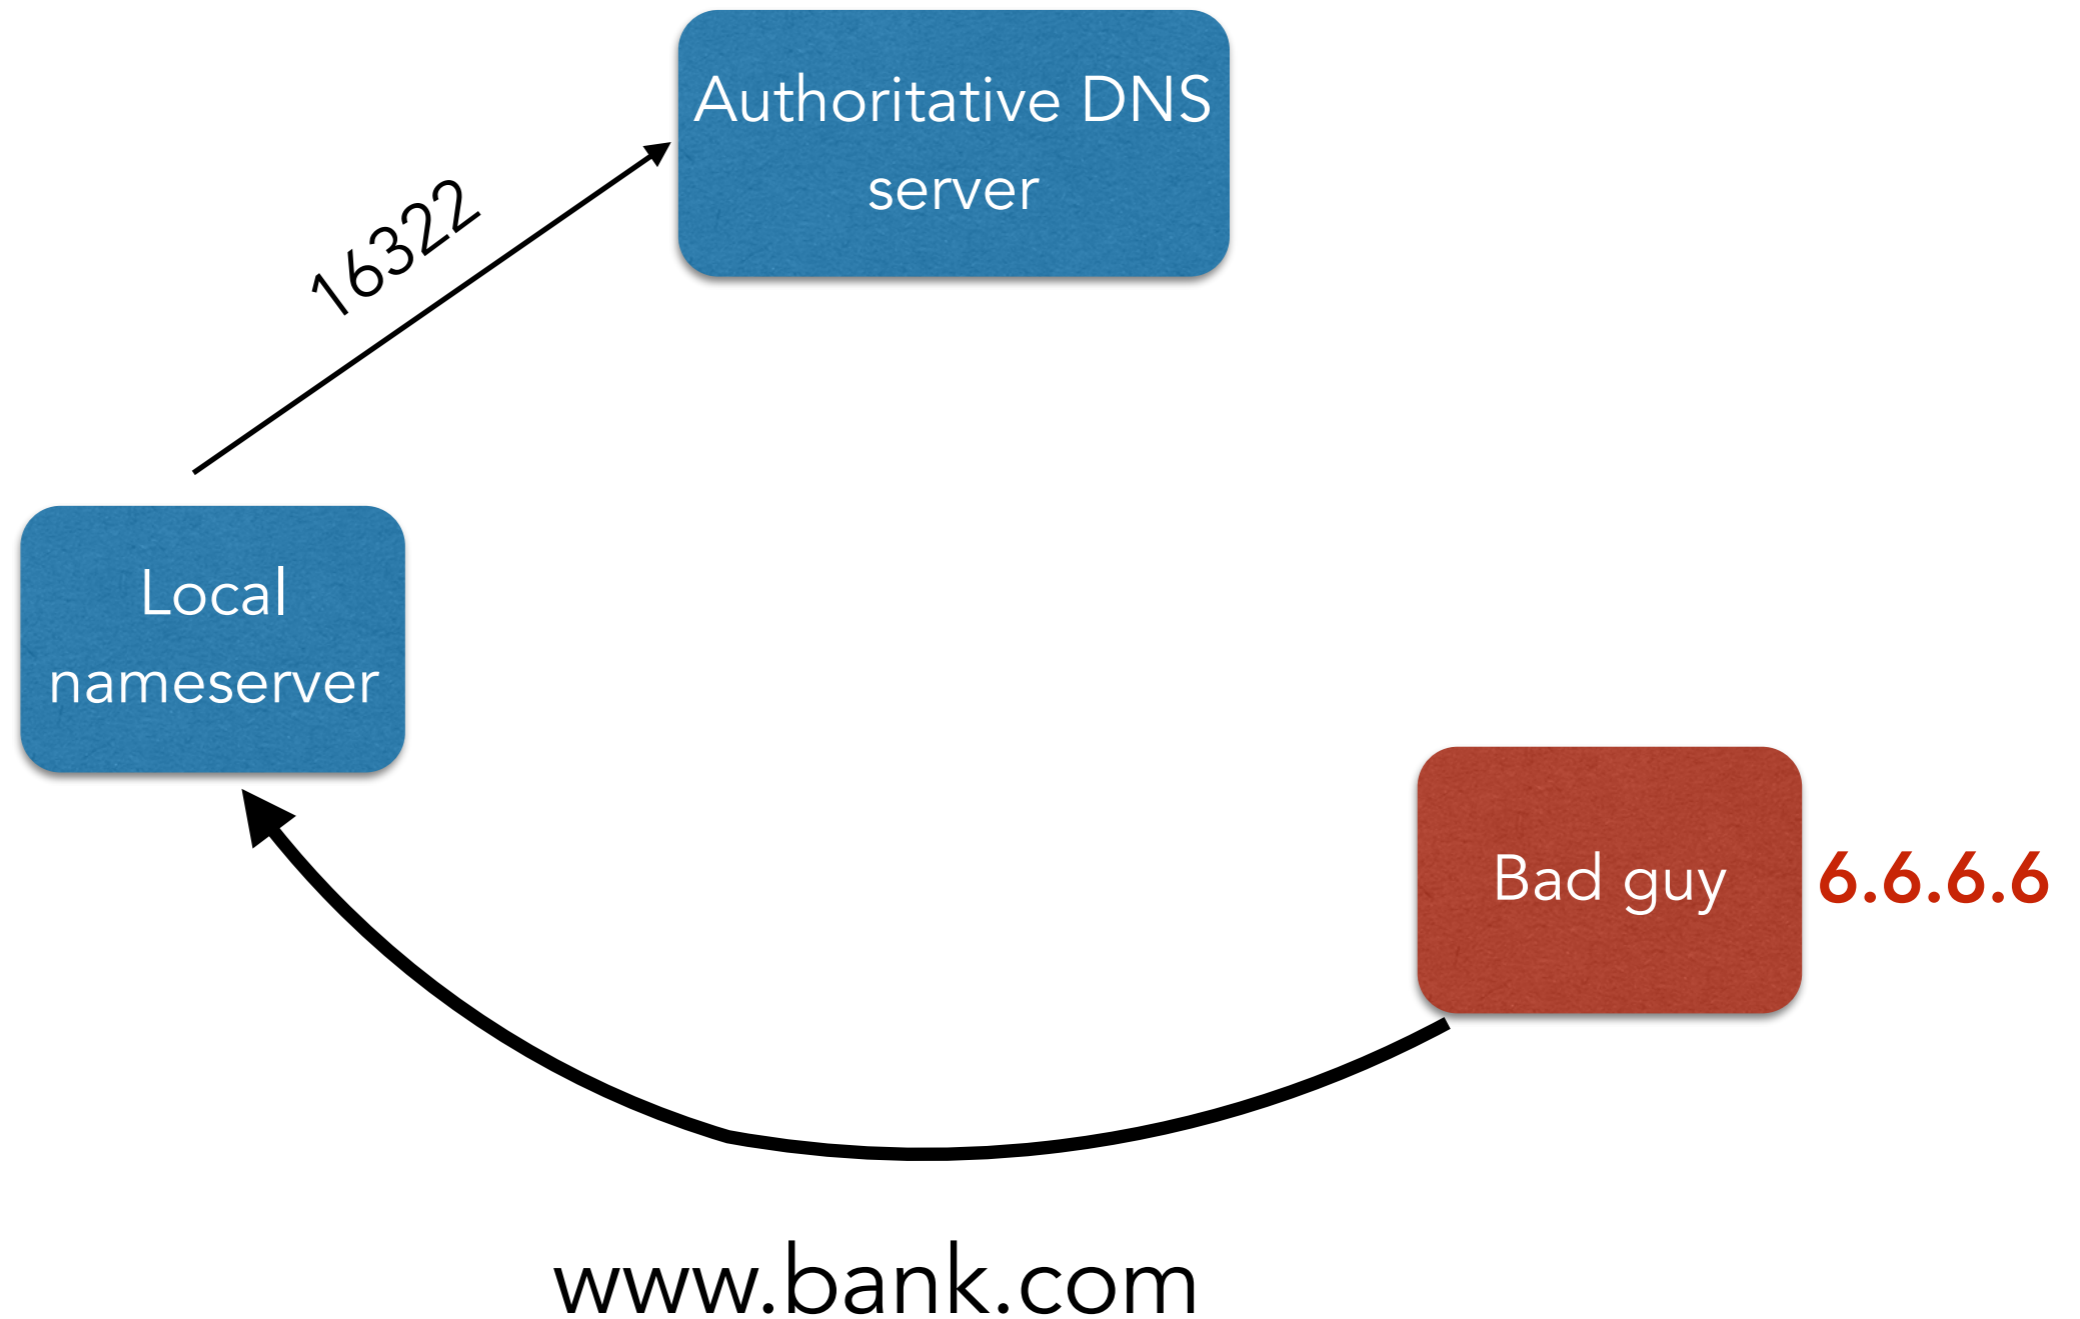 Authoritative DNS
server
16322
Local
nameserver
Bad guy
6.6.6.6
www.bank.com